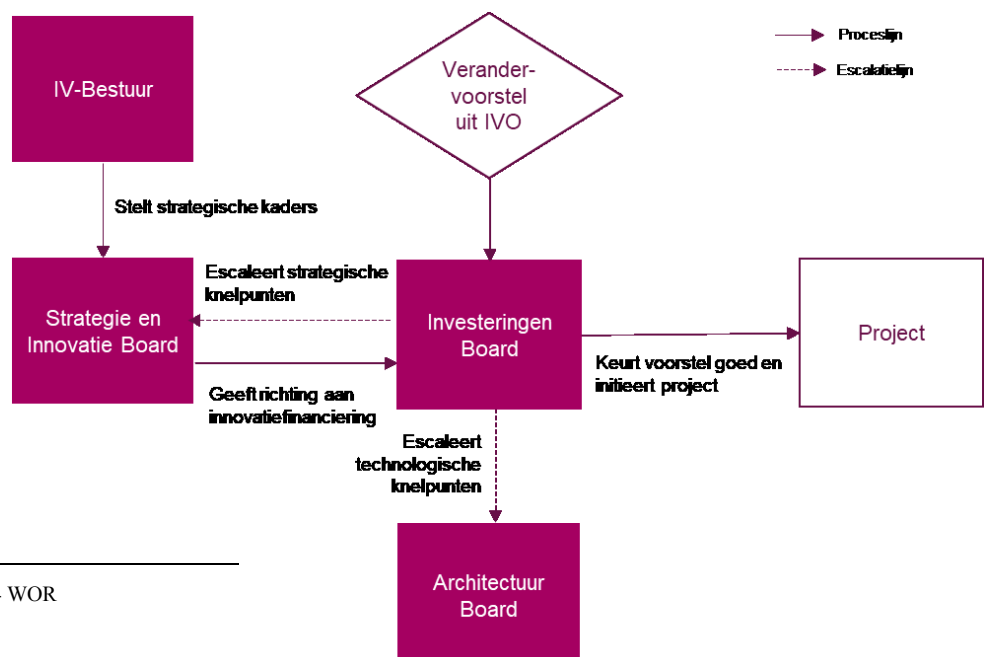 IV-Bestuur
Verander-
voorstel
uit IVO
Proceslijn
Escalatielijn
Stelt strategische kaders
Escaleert strategische
knelpunten
Strategie en
Innovatie Board
Investeringen
Board
Project
Geeft richting aan
innovatiefinanciering
Keurt voorstel goed en
initieert project
Escaleert
technologische
knelpunten
Architectuur
Board
WOR